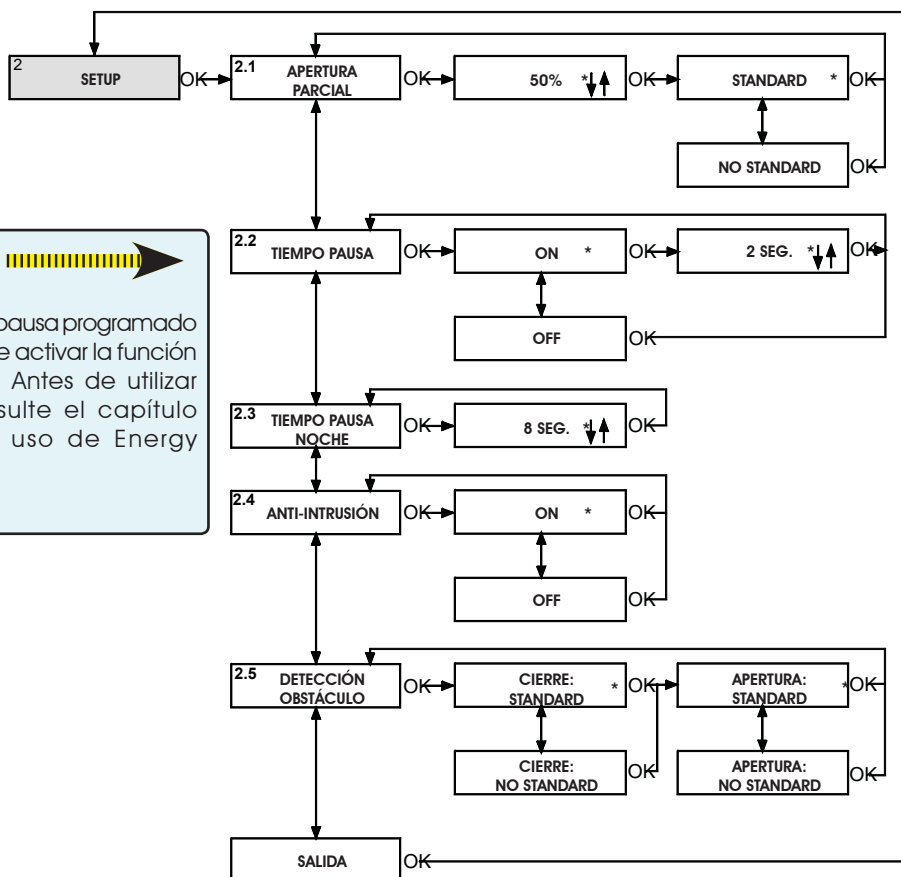 2
SETUP
OK
2.1
APERTURA
PARCIAL
OK
50% *
OK
STANDARD *
OK
NO STANDARD
OK
2.2
TIEMPO PAUSA
OK
ON *
OK
2 SEG. *
OK
OFF
OK
pausa programado
e activar la función
Antes de utilizar
sulte el capítulo
uso de Energy
2.3
TIEMPO PAUSA
NOCHE
OK
8 SEG. *
OK
2.4
ANTI-INTRUSIÓN
OK
ON *
OK
OFF
OK
2.5
DETECCIÓN
OBSTÁCULO
OK
CIERRE:
STANDARD *
OK
APERTURA:
STANDARD *
OK
CIERRE:
NO STANDARD
OK
APERTURA:
NO STANDARD
OK
SALIDA
OK